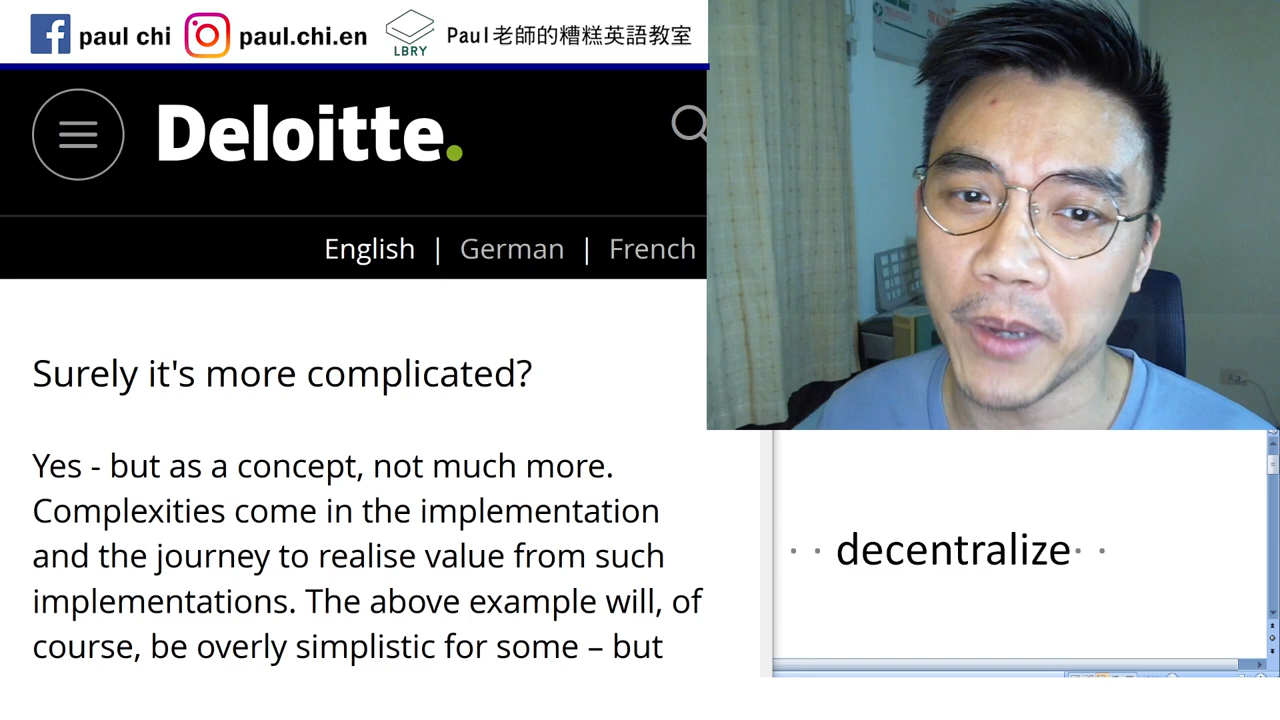 paul chi
paul.chi.en
LBRY
Paul老師的糟糕英語教室
Deloitte.
English | German | French
Surely it's more complicated?
Yes - but as a concept, not much more.
Complexities come in the implementation
and the journey to realise value from such
implementations. The above example will, of
course, be overly simplistic for some – but
decentralize